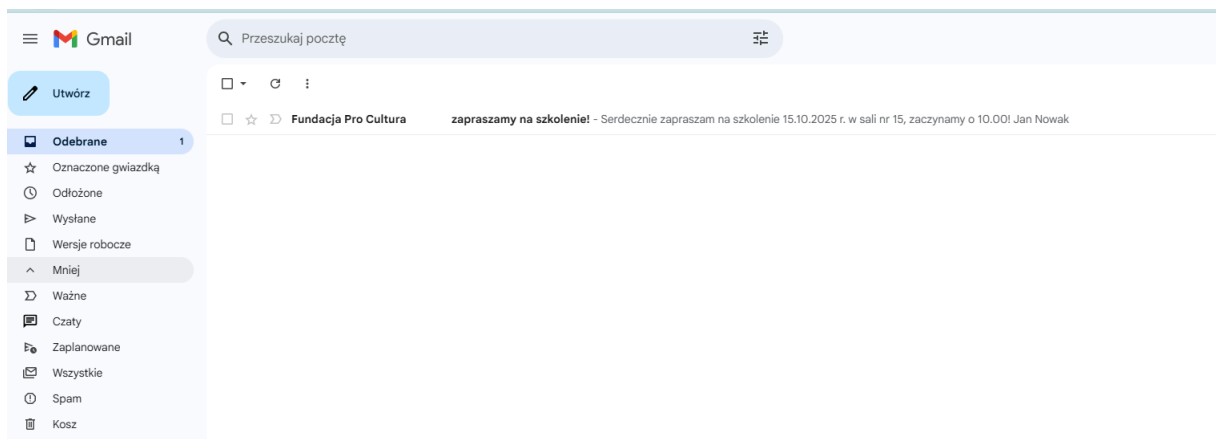 Gmail
Przeszukaj pocztę
Utwórz
Fundacja Pro Cultura zapraszamy na szkolenie! - Serdecznie zapraszam na szkolenie 15.10.2025 r. w sali nr 15, zaczynamy o 10.00! Jan Nowak
Odebrane 1
Oznaczone gwiazdką
Odłożone
Wysłane
Wersje robocze
Mniej
Ważne
Czaty
Zaplanowane
Wszystkie
Spam
Kosz